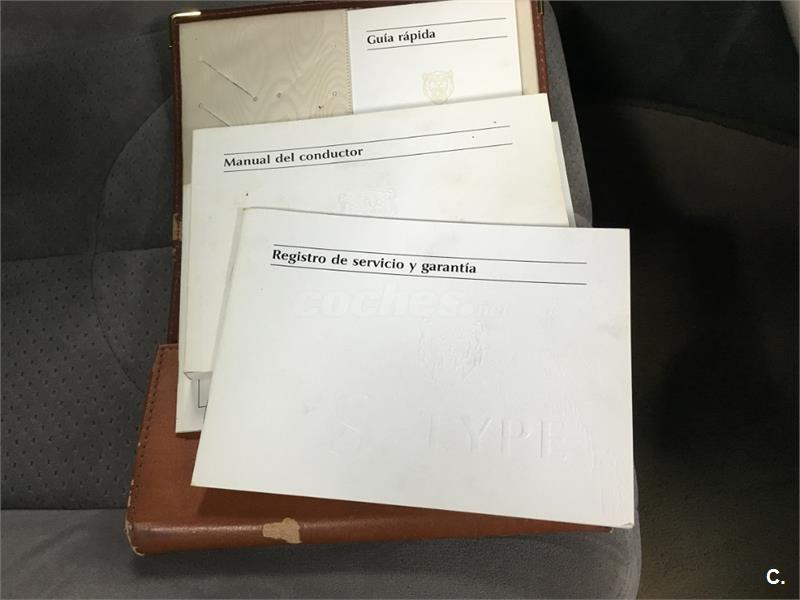 Guía rápida
Manual del conductor
Registro de servicio y garantía
coches.net
S-TYPE
C.